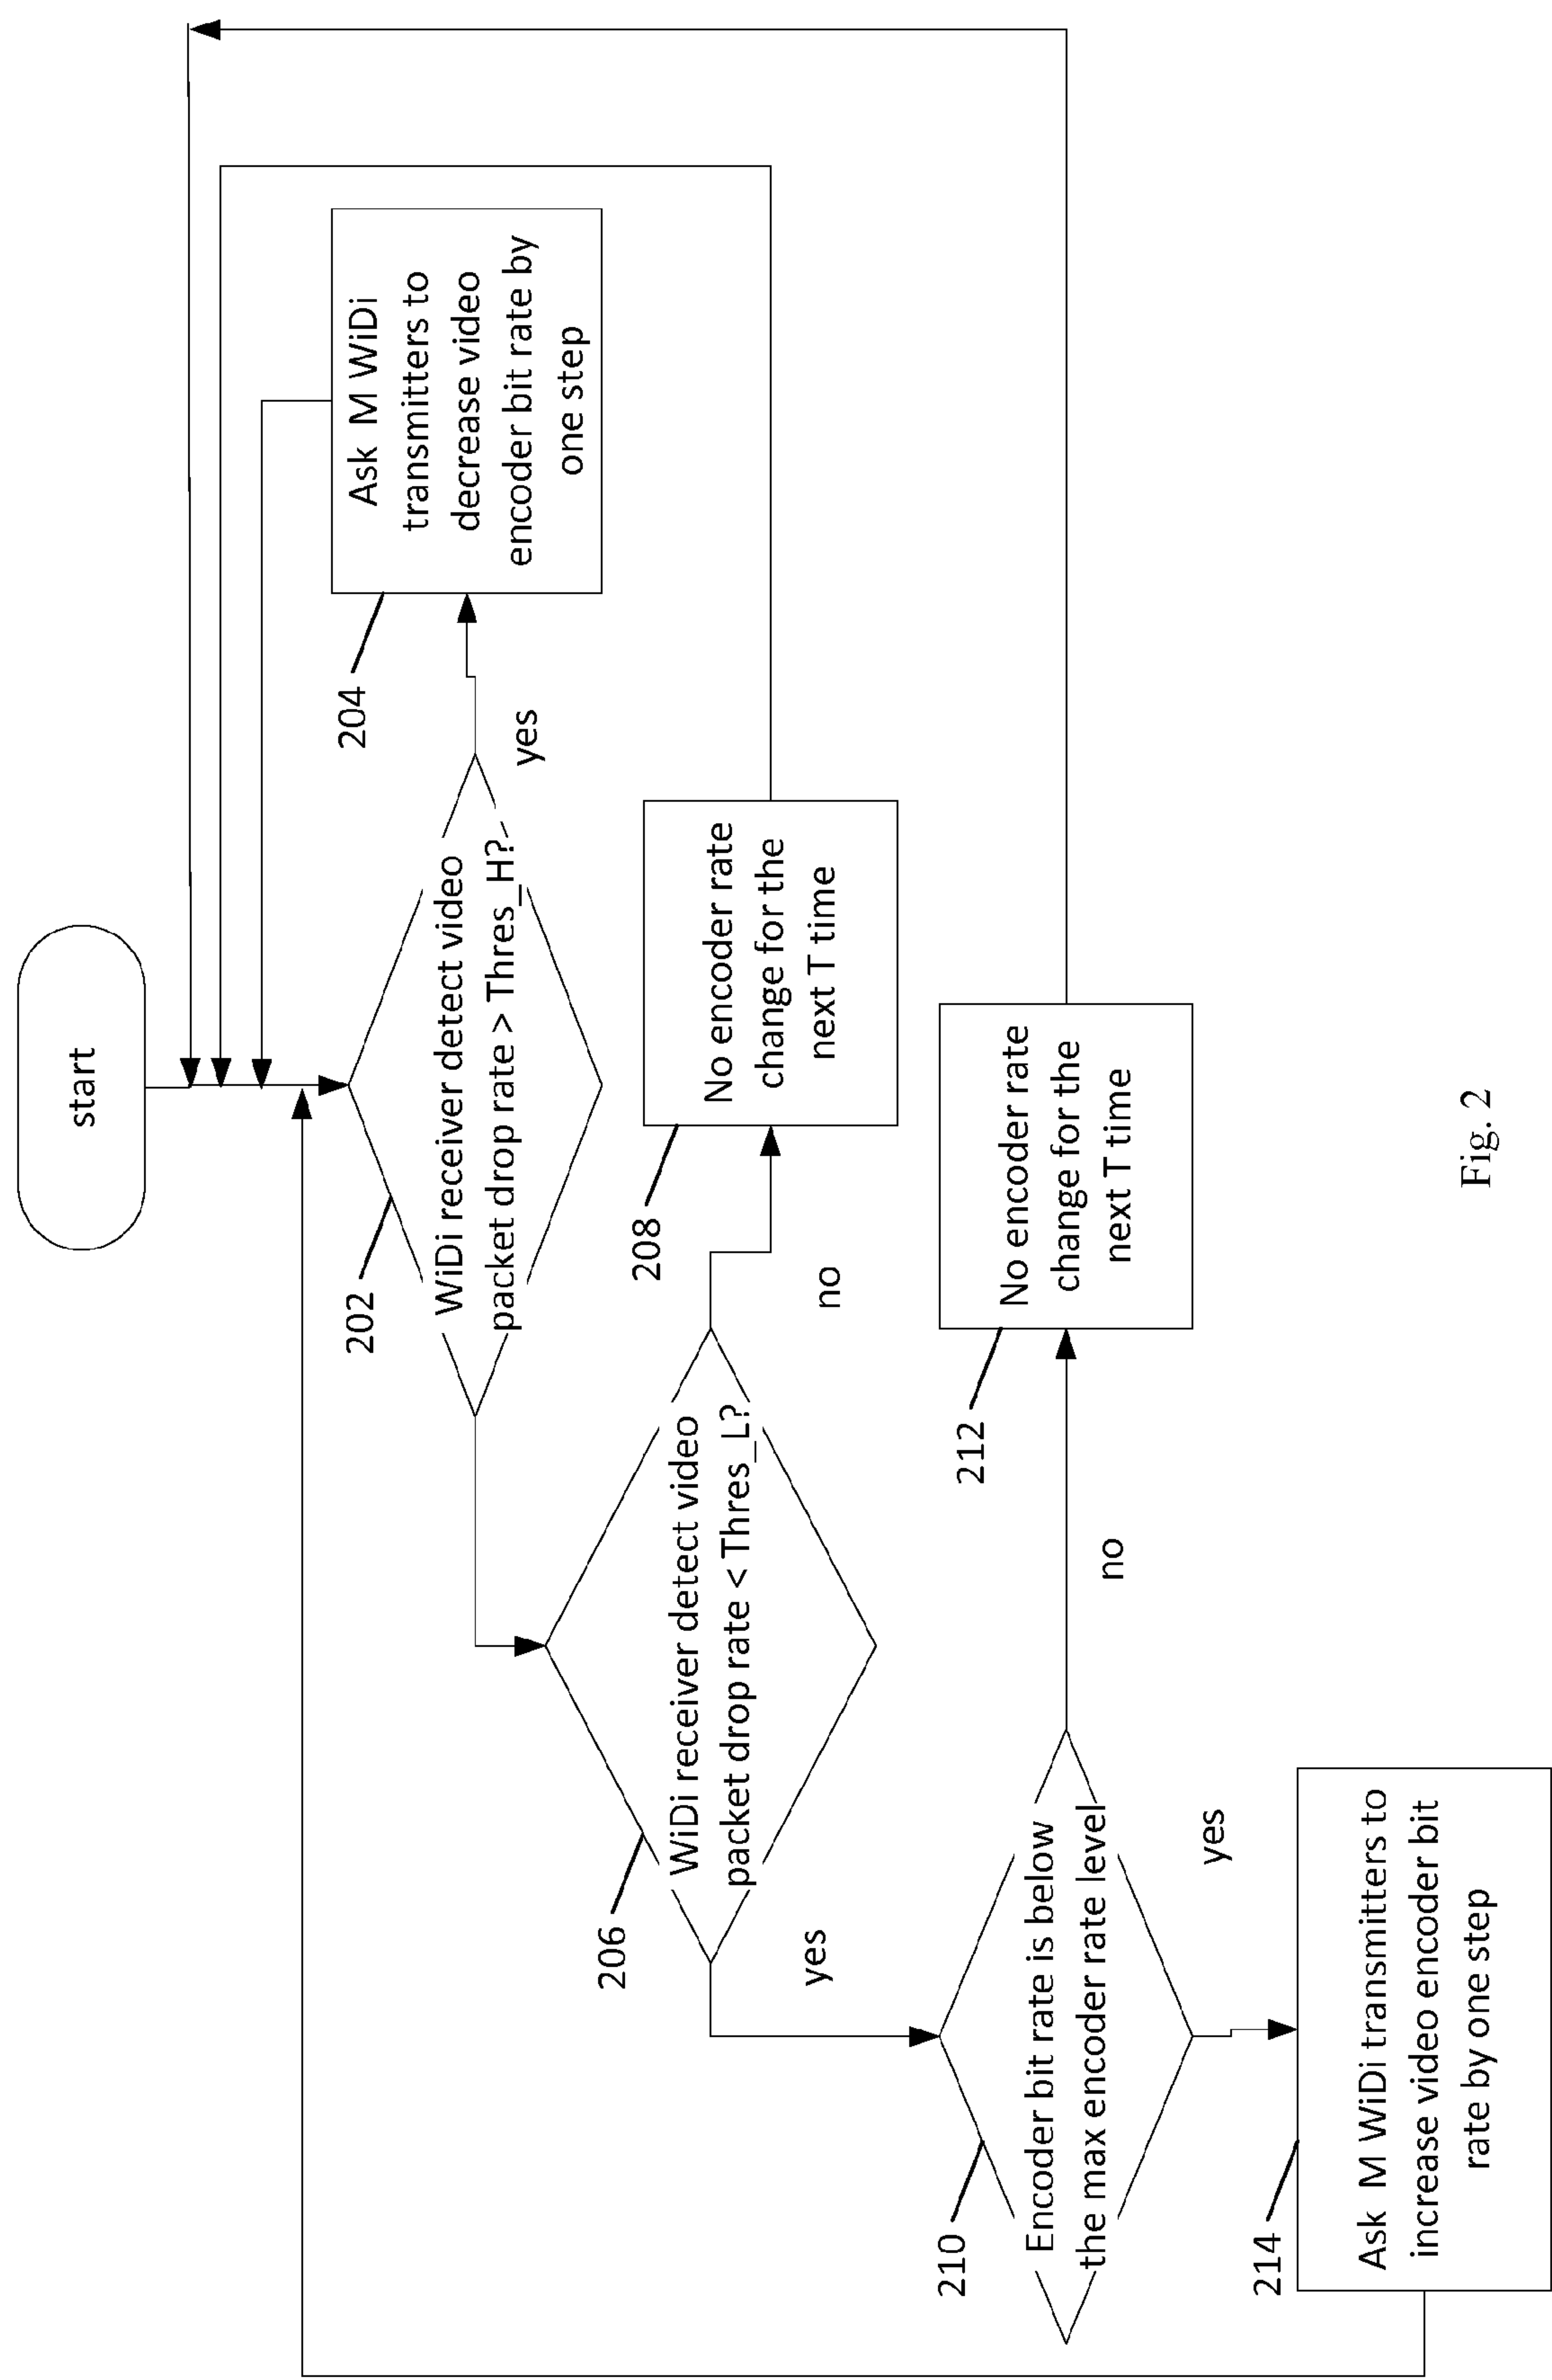 start
202
WiDi receiver detect video
packet drop rate > Thres_H?
yes
204
Ask M WiDi
transmitters to
decrease video
encoder bit rate by
one step
206
WiDi receiver detect video
packet drop rate < Thres_L?
no
208
No encoder rate
change for the
next T time
yes
210
Encoder bit rate is below
the max encoder rate level
no
212
No encoder rate
change for the
next T time
yes
214
Ask M WiDi transmitters to
increase video encoder bit
rate by one step
Fig. 2